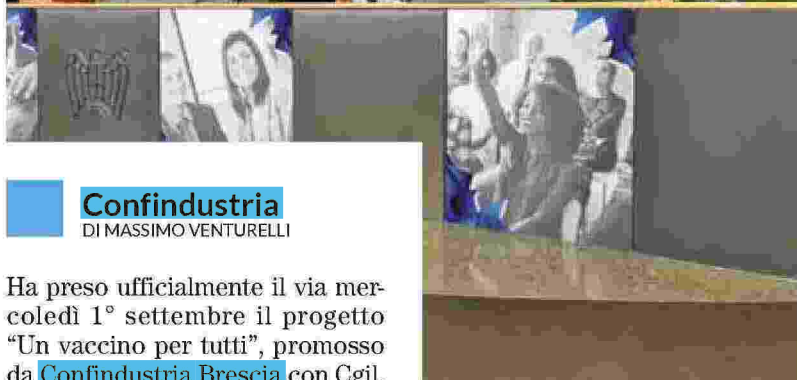 Confindustria
DI MASSIMO VENTURELLI
Ha preso ufficialmente il via mer-
coledì 1° settembre il progetto
“Un vaccino per tutti”, promosso
da Confindustria Brescia con Cgil,